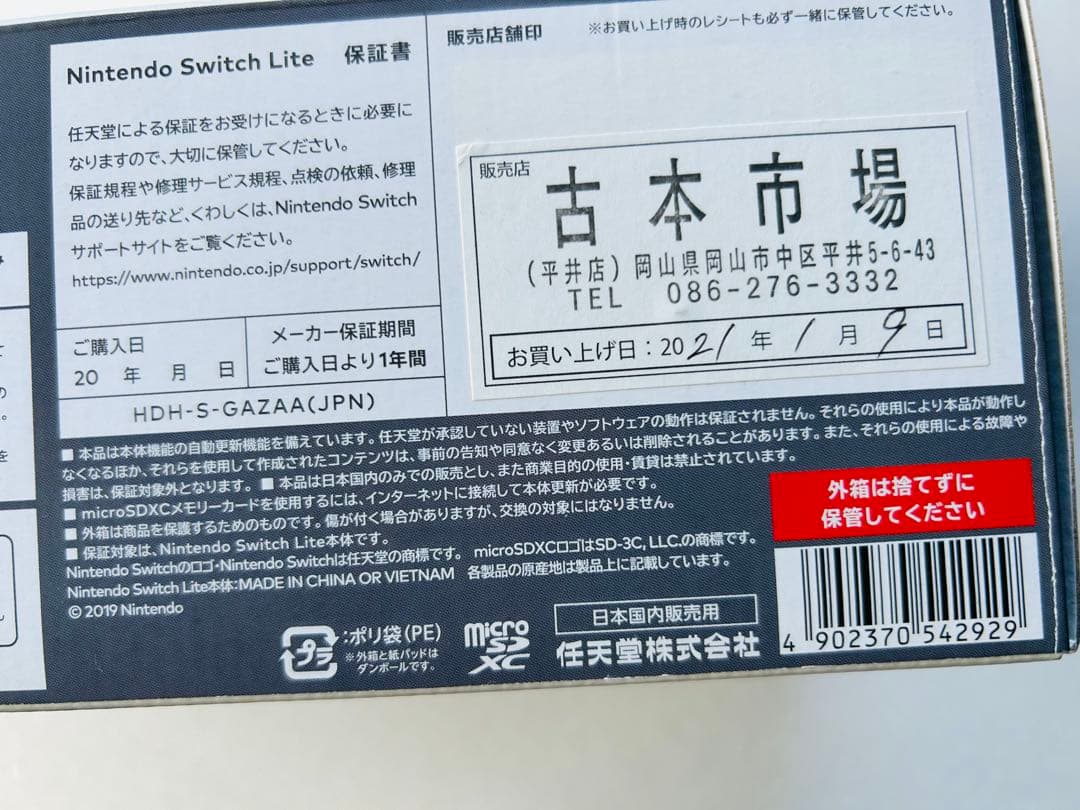 Nintendo Switch Lite 保証書
任天堂による保証をお受けになるときに必要に
なりますので、大切に保管してください。
保証規程や修理サービス規程、点検の依頼、修理
品の送り先など、くわしくは、Nintendo Switch
サポートサイトをご覧ください。
https://www.nintendo.co.jp/support/switch/
ご購入日
20 年 月 日
メーカー保証期間
ご購入日より1年間
HDH-S-GAZAA(JPN)
販売店舗印 ※お買い上げ時のレシートも必ず一緒に保管してください。
販売店
古本市場
(平井店) 岡山県岡山市中区平井5-6-43
TEL 086-276-3332
お買い上げ日:2021年1月9日
■ 本品は本体機能の自動更新機能を備えています。任天堂が承認していない装置やソフトウェアの動作は保証されません。それらの使用により本品が動作し
なくなるほか、それらを使用して作成されたコンテンツは、事前の告知や同意なく変更あるいは削除されることがあります。また、それらの使用による故障や
損害は、保証対象外となります。 ■ 本品は日本国内のみでの販売とし、また商業目的の使用・賃貸は禁止されています。
■ microSDXCメモリーカードを使用するには、インターネットに接続して本体更新が必要です。
■ 外箱は商品を保護するためのものです。傷が付く場合がありますが、交換の対象にはなりません。
■ 保証対象は、Nintendo Switch Lite本体です。
Nintendo Switchのロゴ・Nintendo Switchは任天堂の商標です。 microSDXCロゴはSD-3C, LLC.の商標です。
Nintendo Switch Lite本体:MADE IN CHINA OR VIETNAM 各製品の原産地は製品上に記載しています。
© 2019 Nintendo
外箱は捨てずに
保管してください
プラ
:ポリ袋(PE)
※外箱と紙パッドは
ダンボールです。
micro
SD
XC
日本国内販売用
任天堂株式会社
4 902370 542929